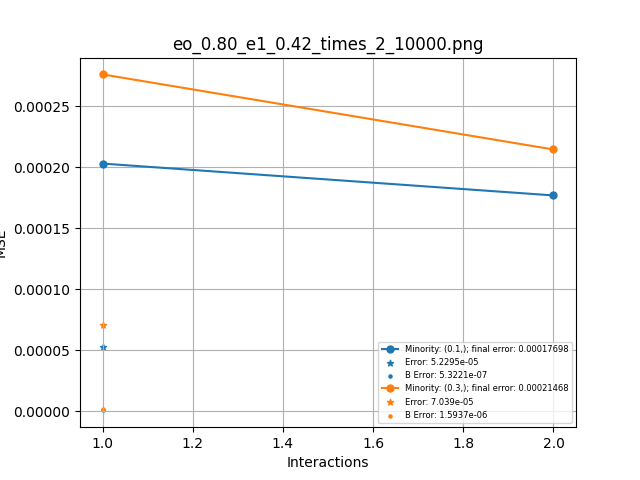 eo_0.80_e1_0.42_times_2_10000.png
0.00025
0.00020
0.00015
0.00010
0.00005
0.00000
MSE
1.0 1.2 1.4 1.6 1.8 2.0
Interactions
Minority: (0.1,); final error: 0.00017698
Error: 5.2295e-05
B Error: 5.3221e-07
Minority: (0.3,); final error: 0.00021468
Error: 7.039e-05
B Error: 1.5937e-06